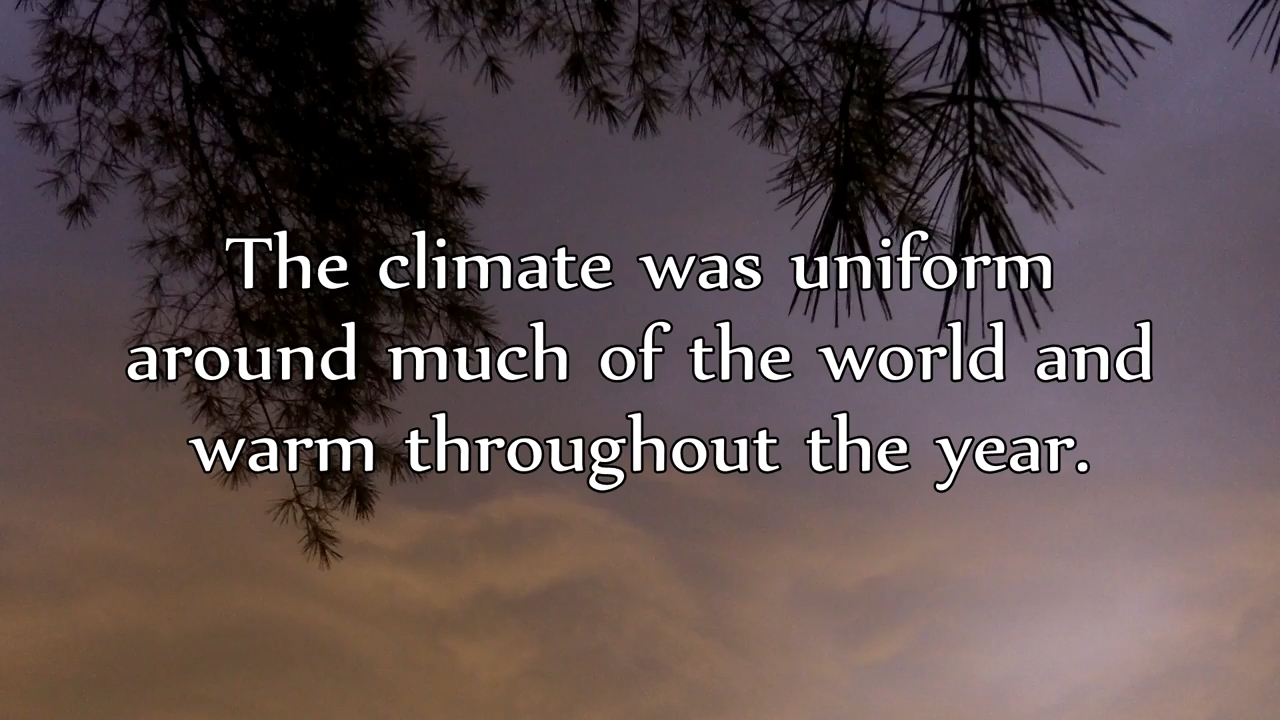 The climate was uniform
around much of the world and
warm throughout the year.